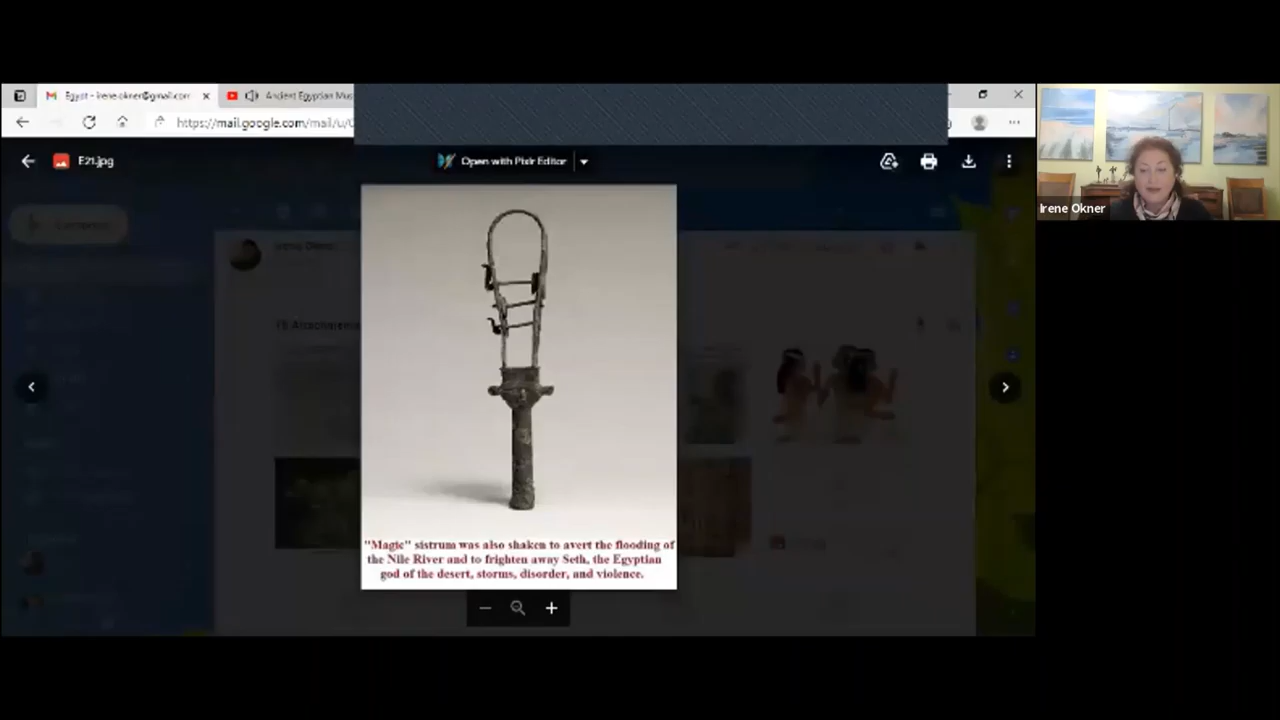 Egypt - irene.okner@gmail.com
Ancient Egyptian Mus
https://mail.google.com/mail/u/0
E21.jpg
Open with Pixlr Editor
Irene Okner
"Magic" sistrum was also shaken to avert the flooding of
the Nile River and to frighten away Seth, the Egyptian
god of the desert, storms, disorder, and violence.